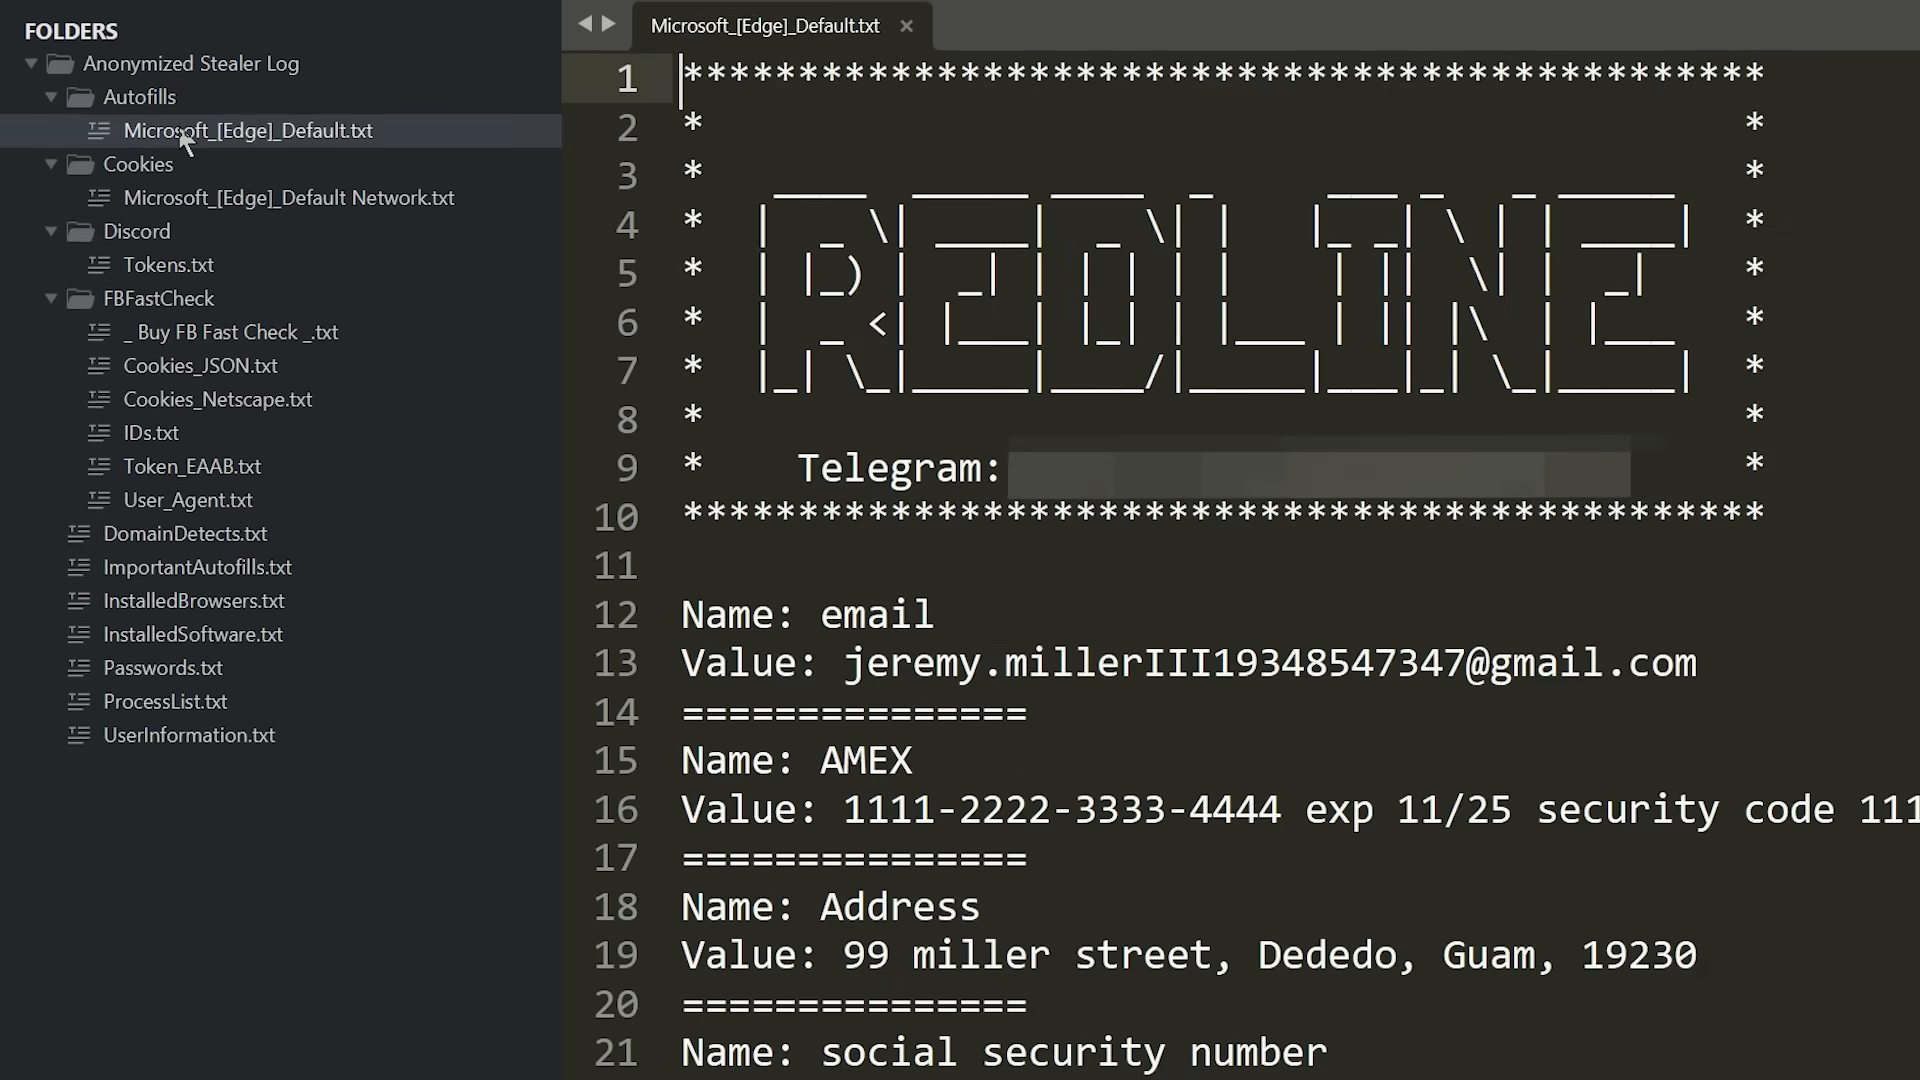 FOLDERS
Anonymized Stealer Log
Autofills
Microsoft_[Edge]_Default.txt
Cookies
Microsoft_[Edge]_Default Network.txt
Discord
Tokens.txt
FBFastCheck
_ Buy FB Fast Check _.txt
Cookies_JSON.txt
Cookies_Netscape.txt
IDs.txt
Token_EAAB.txt
User_Agent.txt
DomainDetects.txt
ImportantAutofills.txt
InstalledBrowsers.txt
InstalledSoftware.txt
Passwords.txt
ProcessList.txt
UserInformation.txt
Microsoft_[Edge]_Default.txt ×
1 ***********************************************
2 * *
3 * *
REDLINE
4 * *
5 * *
6 * *
7 * *
8 * *
9 * Telegram: *
10 ***********************************************
11
12 Name: email
13 Value: jeremy.millerIII19348547347@gmail.com
14 ===============
15 Name: AMEX
16 Value: 1111-2222-3333-4444 exp 11/25 security code 111
17 ===============
18 Name: Address
19 Value: 99 miller street, Dededo, Guam, 19230
20 ===============
21 Name: social security number